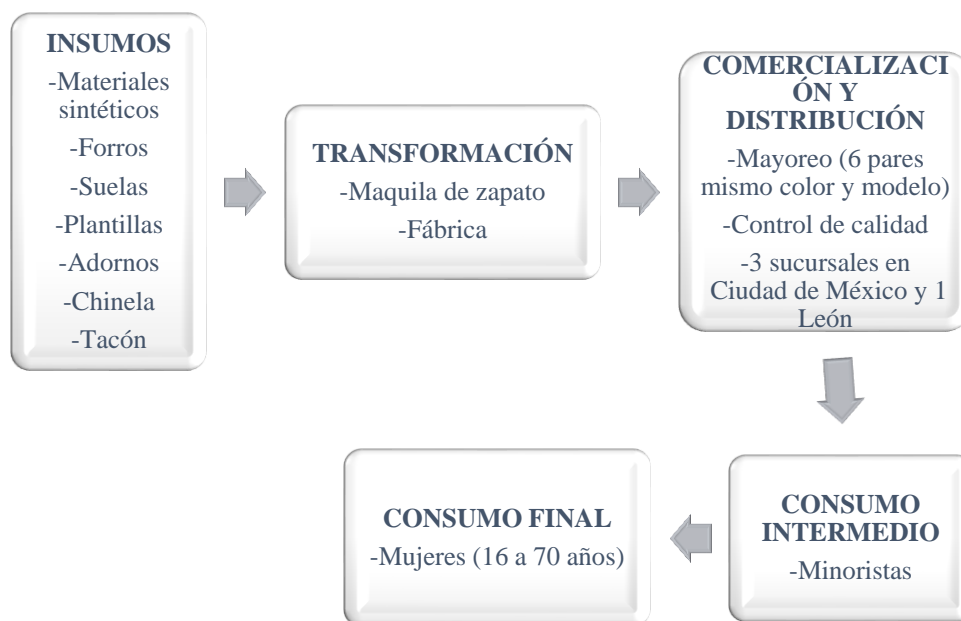 INSUMOS
-Materiales
sintéticos
-Forros
-Suelas
-Plantillas
-Adornos
-Chinela
-Tacón
TRANSFORMACIÓN
-Maquila de zapato
-Fábrica
COMERCIALIZACI
ÓN Y
DISTRIBUCIÓN
-Mayoreo (6 pares
mismo color y modelo)
-Control de calidad
-3 sucursales en
Ciudad de México y 1
León
CONSUMO
INTERMEDIO
-Minoristas
CONSUMO FINAL
-Mujeres (16 a 70 años)